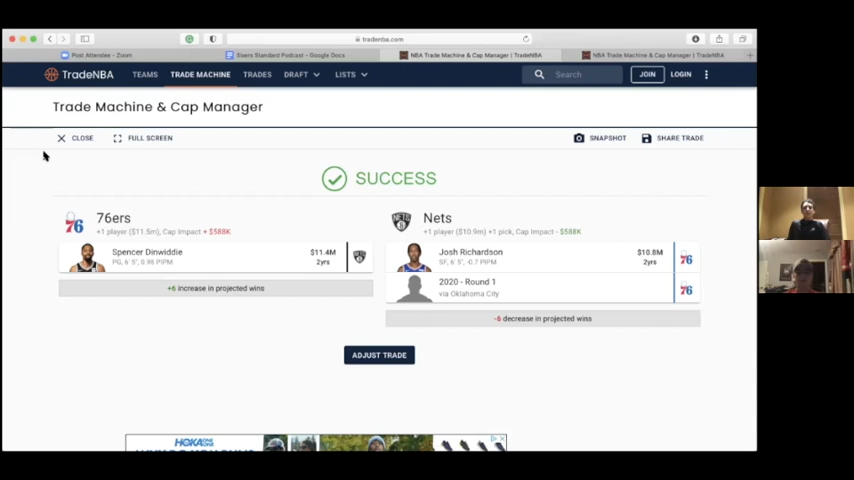 tradenba.com
Post Attendee - Zoom
Sixers Standard Podcast - Google Docs
NBA Trade Machine & Cap Manager | TradeNBA
NBA Trade Machine & Cap Manager | TradeNBA
TradeNBA TEAMS TRADE MACHINE TRADES DRAFT LISTS Search JOIN LOGIN
Trade Machine & Cap Manager
CLOSE FULL SCREEN SNAPSHOT SHARE TRADE
SUCCESS
76ers
+1 player ($11.5m), Cap Impact + $588K
Spencer Dinwiddie $11.4M
PG, 6' 5", 0.98 PIPM 2yrs
+6 increase in projected wins
Nets
+1 player ($10.9m) +1 pick, Cap Impact - $588K
Josh Richardson $10.8M
SF, 6' 5", -0.7 PIPM 2yrs
2020 - Round 1
via Oklahoma City
-6 decrease in projected wins
ADJUST TRADE
HOKA ONE ONE